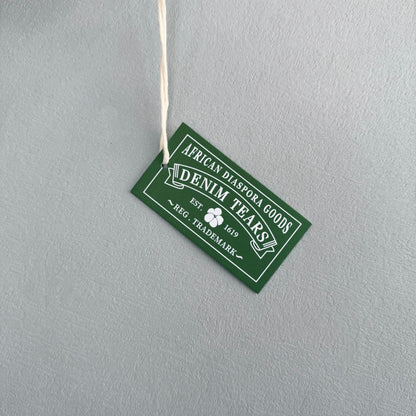 AFRICAN DIASPORA GOODS
DENIM TEARS
EST. 1619
~REG. TRADEMARK~